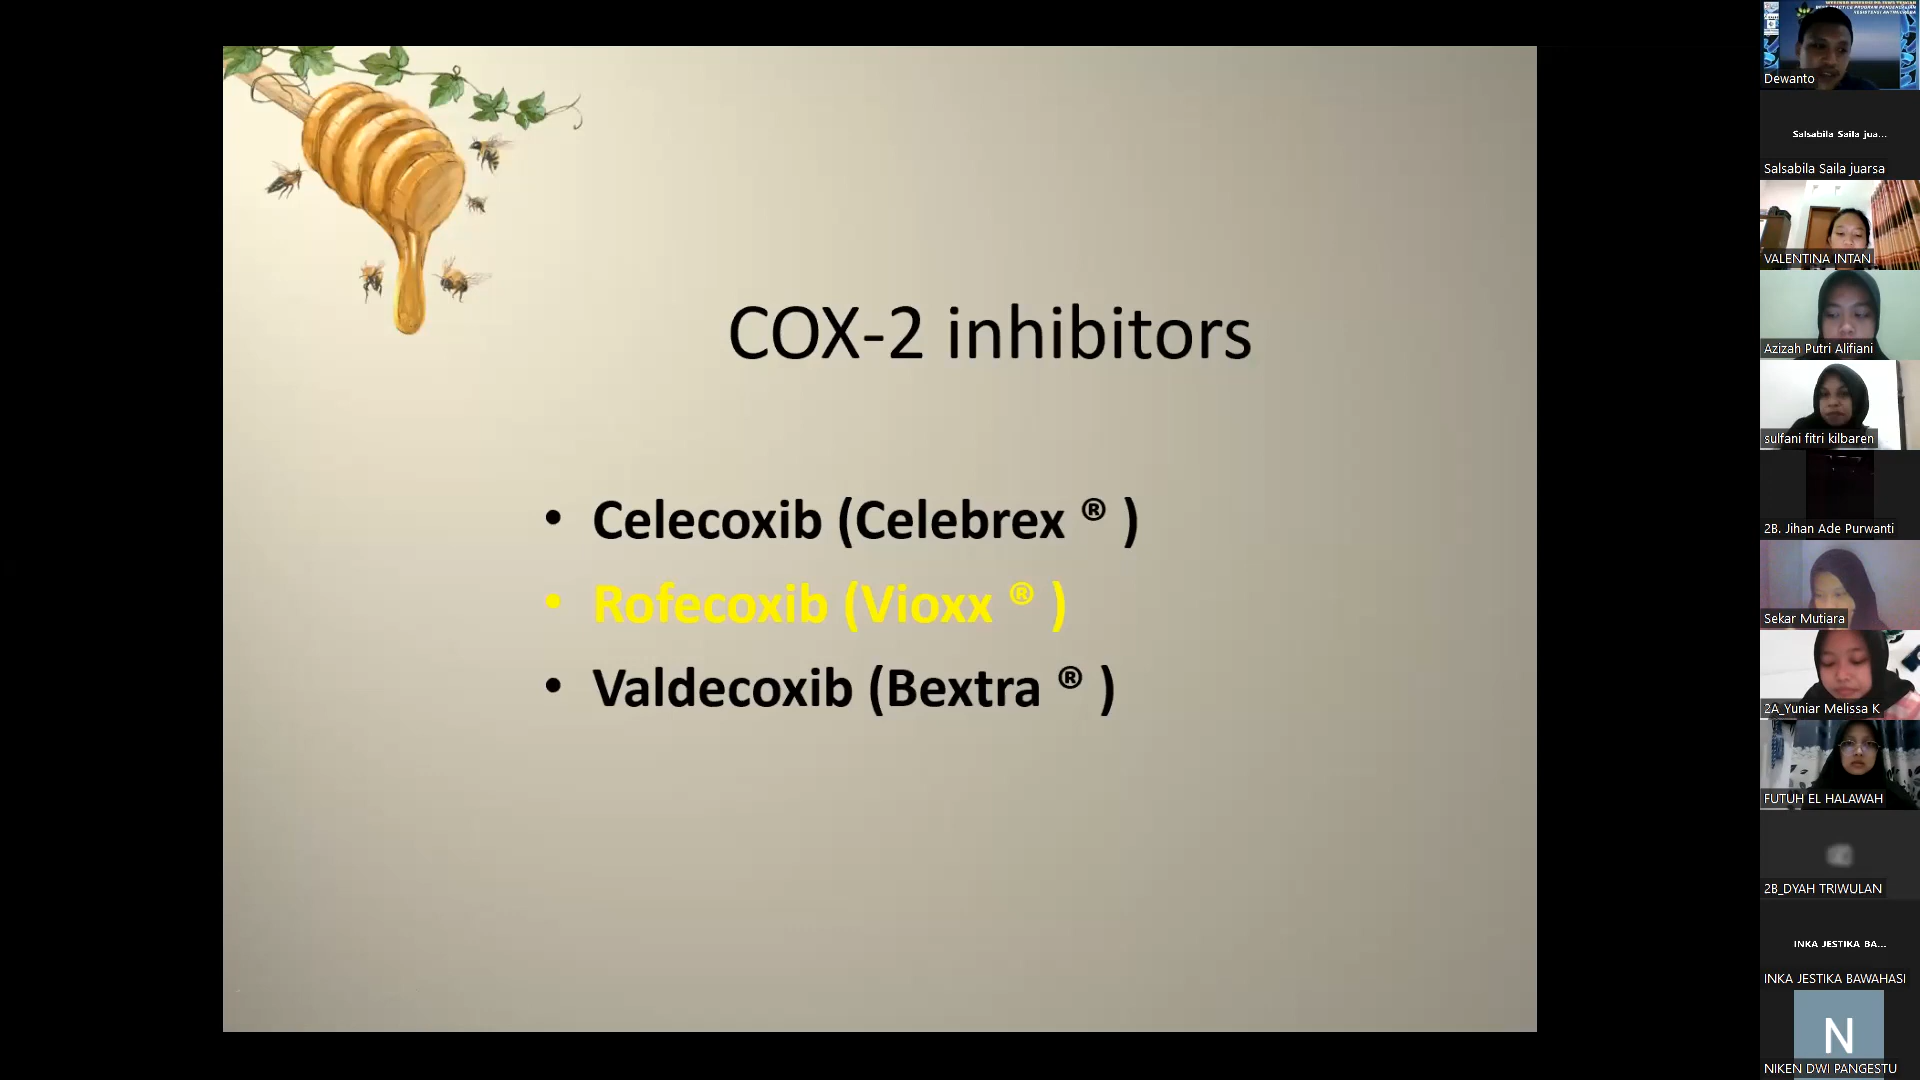 COX-2 inhibitors
• Celecoxib (Celebrex ® )
• Rofecoxib (Vioxx ® )
• Valdecoxib (Bextra ® )
Dewanto
Salsabila Saila jua...
Salsabila Saila juarsa
VALENTINA INTAN
Azizah Putri Alifiani
sulfani fitri kilbaren
2B. Jihan Ade Purwanti
Sekar Mutiara
2A_Yuniar Melissa K
FUTUH EL HALAWAH
2B_DYAH TRIWULAN
INKA JESTIKA BA...
INKA JESTIKA BAWAHASI
N
NIKEN DWI PANGESTU